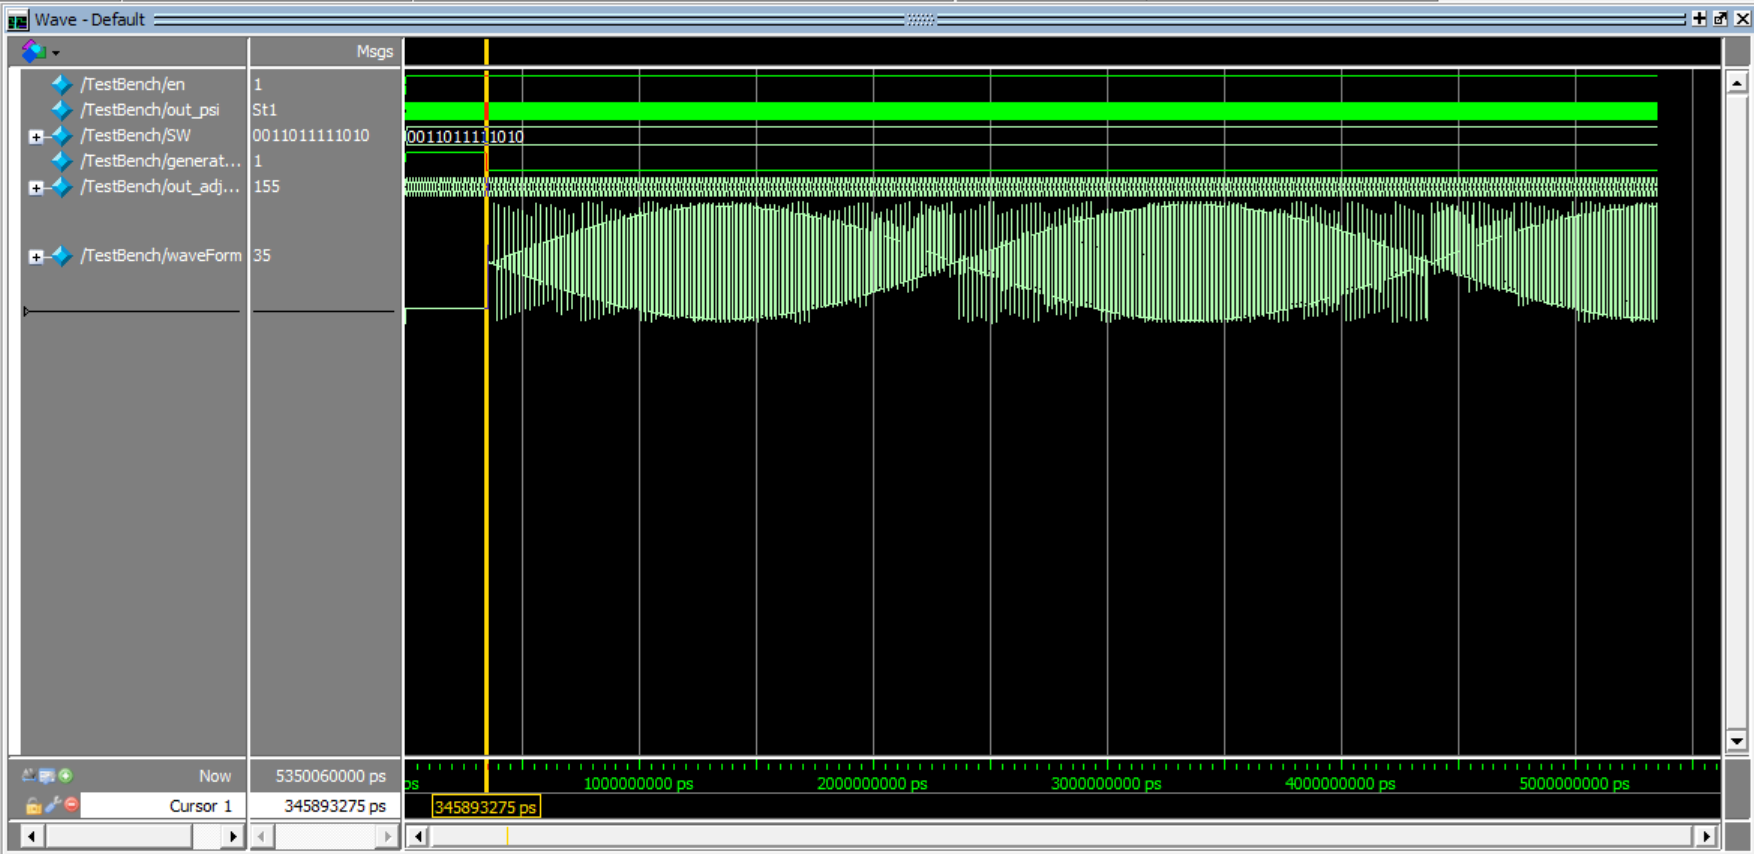 Wave - Default
Msgs
/TestBench/en 1
/TestBench/out_psi St1
/TestBench/SW 0011011111010 0011011111010
/TestBench/generat... 1
/TestBench/out_adj... 155
/TestBench/waveForm 35
Now 5350060000 ps ps 1000000000 ps 2000000000 ps 3000000000 ps 4000000000 ps 5000000000 ps
Cursor 1 345893275 ps 345893275 ps